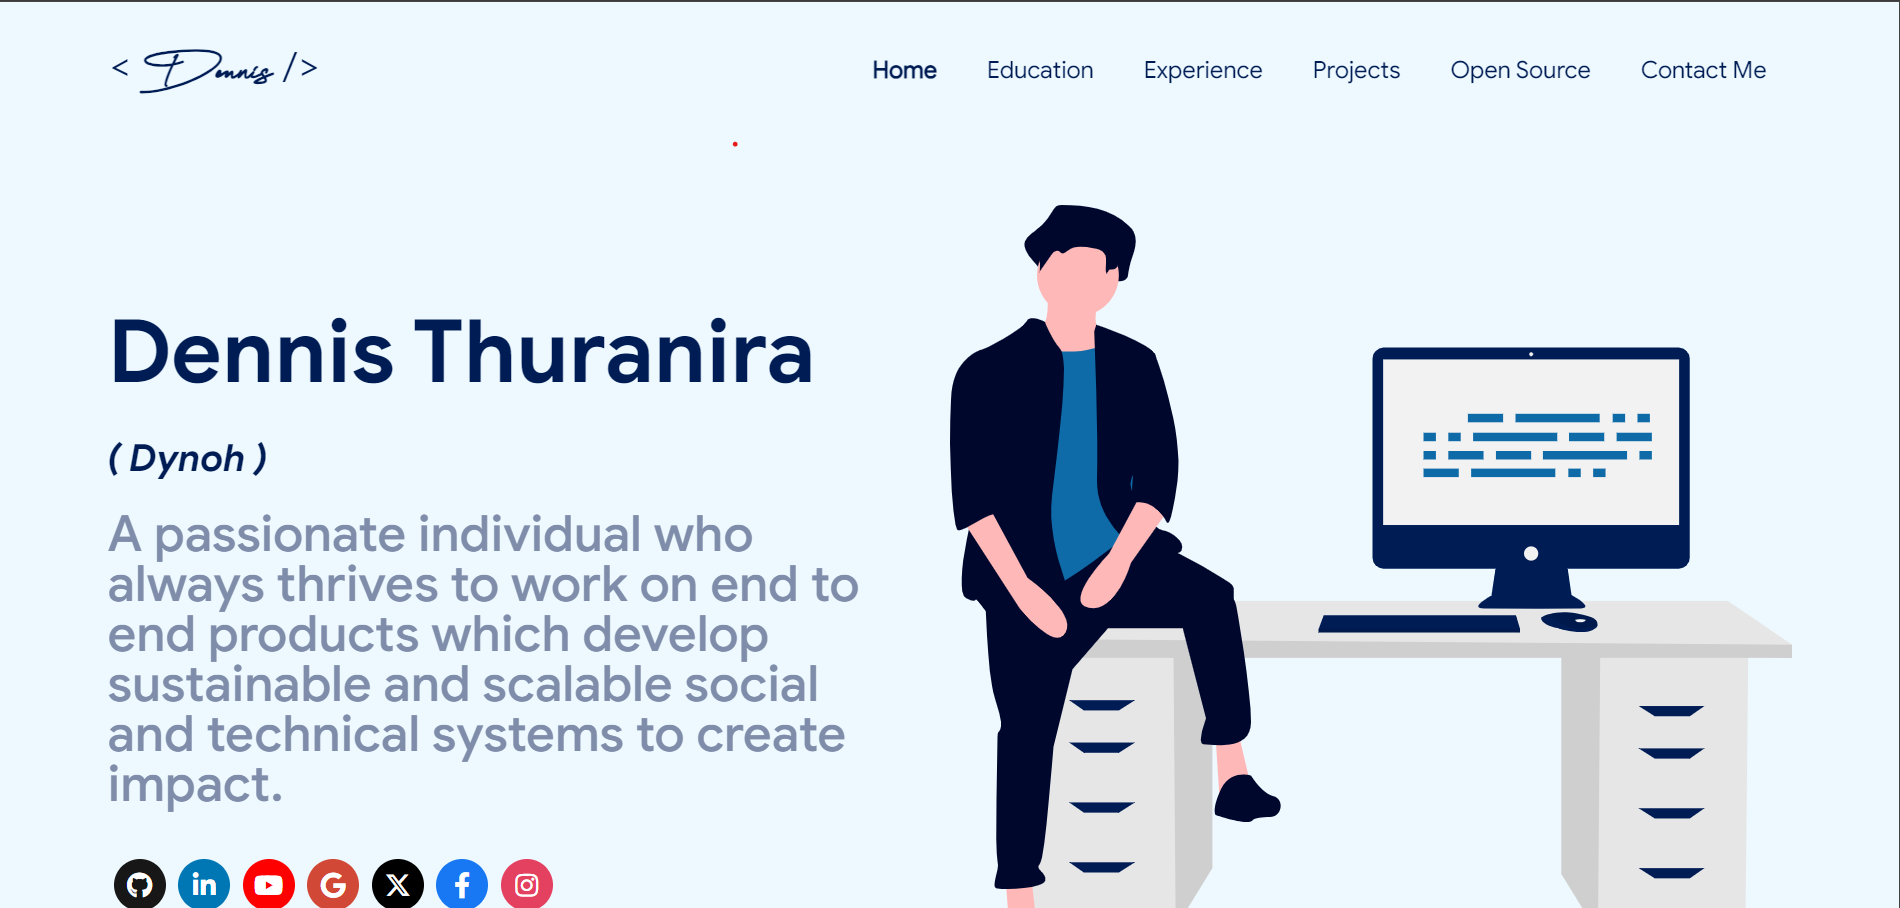 < Dennis />
Home Education Experience Projects Open Source Contact Me
Dennis Thuranira
( Dynoh )
A passionate individual who
always thrives to work on end to
end products which develop
sustainable and scalable social
and technical systems to create
impact.